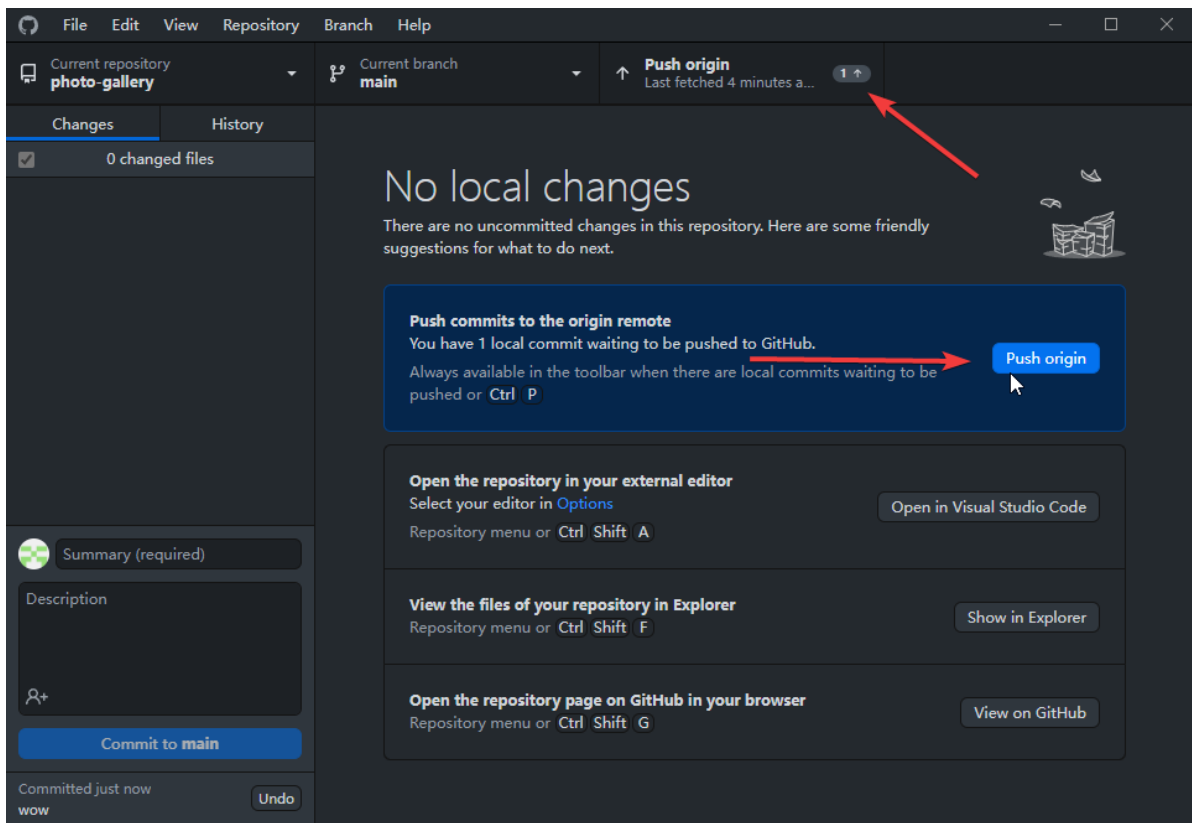 File Edit View Repository Branch Help
Current repository
photo-gallery
Current branch
main
Push origin
Last fetched 4 minutes a...
1
Changes History
0 changed files
No local changes
There are no uncommitted changes in this repository. Here are some friendly
suggestions for what to do next.
Push commits to the origin remote
You have 1 local commit waiting to be pushed to GitHub.
Always available in the toolbar when there are local commits waiting to be
pushed or Ctrl P
Push origin
Open the repository in your external editor
Select your editor in Options
Repository menu or Ctrl Shift A
Open in Visual Studio Code
View the files of your repository in Explorer
Repository menu or Ctrl Shift F
Show in Explorer
Open the repository page on GitHub in your browser
Repository menu or Ctrl Shift G
View on GitHub
Summary (required)
Description
Commit to main
Committed just now
wow
Undo